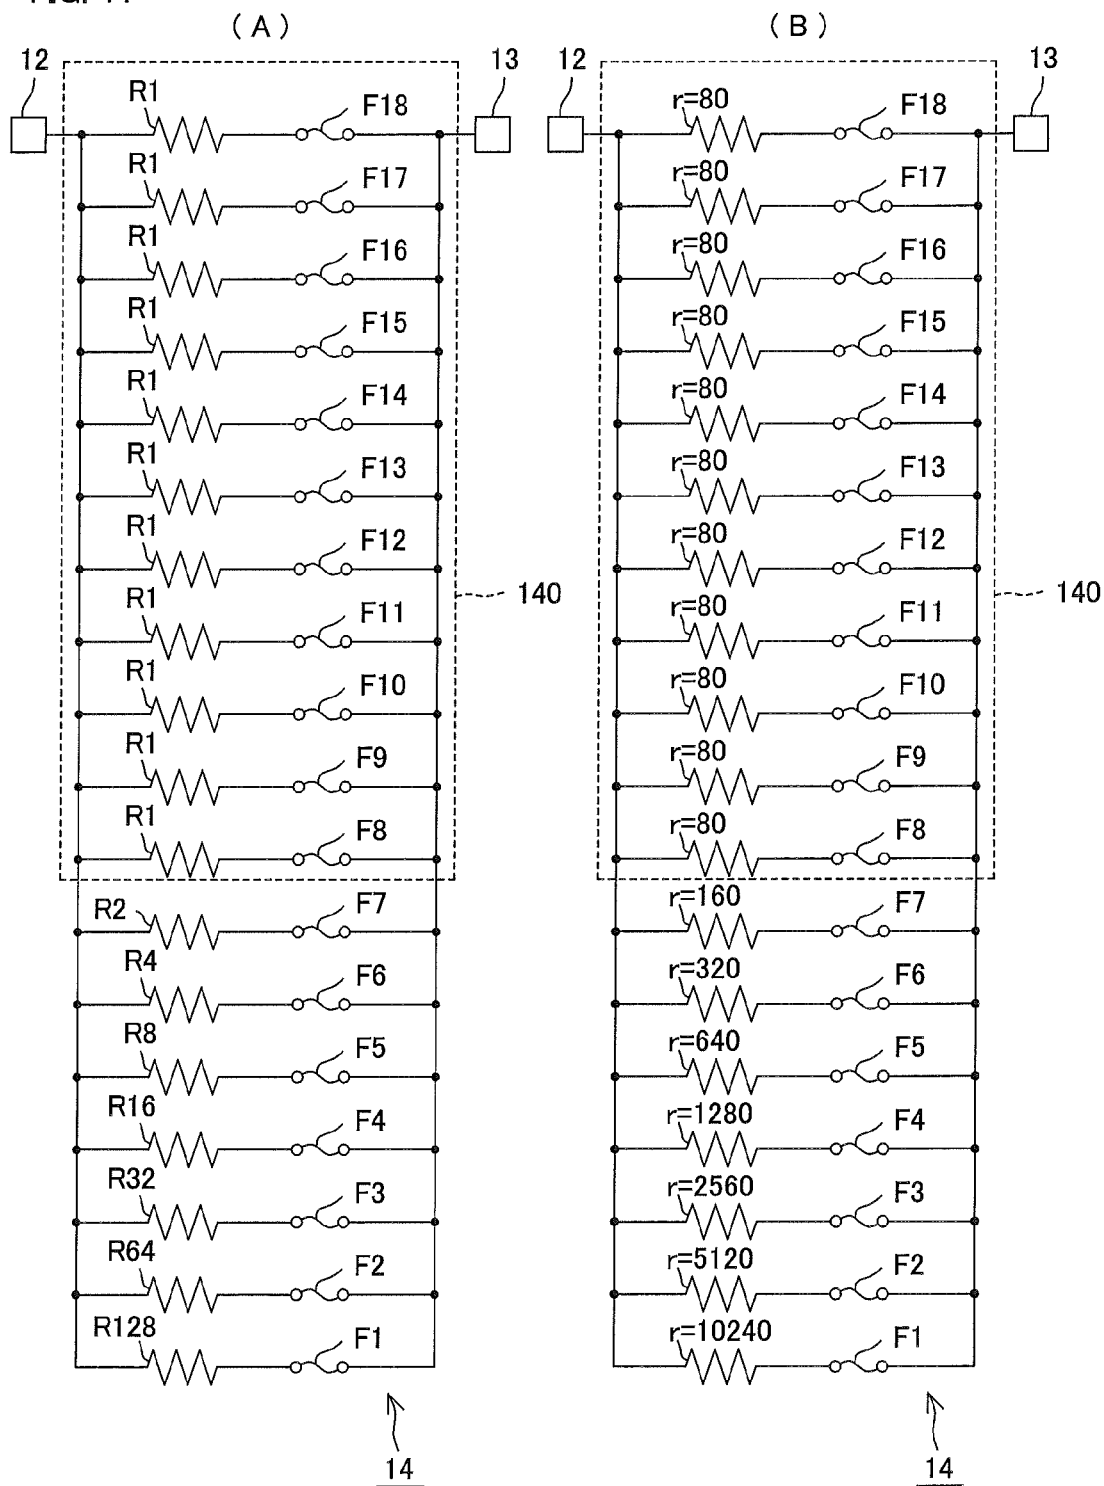 (A)
(B)
12
13
12
13
R1
F18
r=80
F18
R1
F17
r=80
F17
R1
F16
r=80
F16
R1
F15
r=80
F15
R1
F14
r=80
F14
R1
F13
r=80
F13
R1
F12
r=80
F12
140
140
R1
F11
r=80
F11
R1
F10
r=80
F10
R1
F9
r=80
F9
R1
F8
r=80
F8
R2
F7
r=160
F7
R4
F6
r=320
F6
R8
F5
r=640
F5
R16
F4
r=1280
F4
R32
F3
r=2560
F3
R64
F2
r=5120
F2
R128
F1
r=10240
F1
14
14